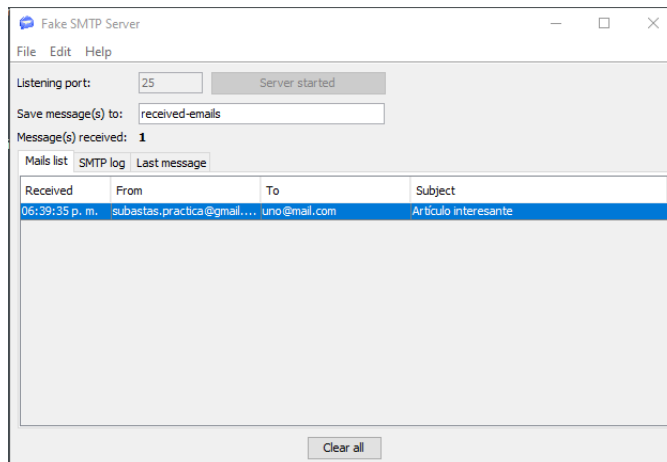 Fake SMTP Server
File Edit Help
Listening port: 25 Server started
Save message(s) to: received-emails
Message(s) received: 1
Mails list SMTP log Last message
Received From To Subject
06:39:35 p. m. subastas.practica@gmail.... uno@mail.com Artículo interesante
Clear all